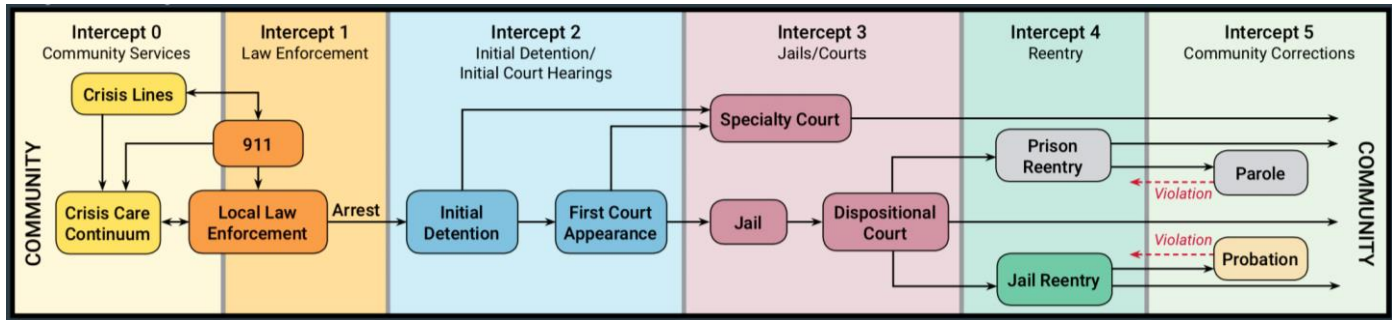 COMMUNITY
Intercept 0
Community Services
Crisis Lines
Crisis Care
Continuum
Intercept 1
Law Enforcement
911
Local Law
Enforcement
Arrest
Intercept 2
Initial Detention/
Initial Court Hearings
Initial
Detention
First Court
Appearance
Intercept 3
Jails/Courts
Specialty Court
Jail
Dispositional
Court
Intercept 4
Reentry
Prison
Reentry
Jail Reentry
Intercept 5
Community Corrections
Parole
Violation
Violation
Probation
COMMUNITY